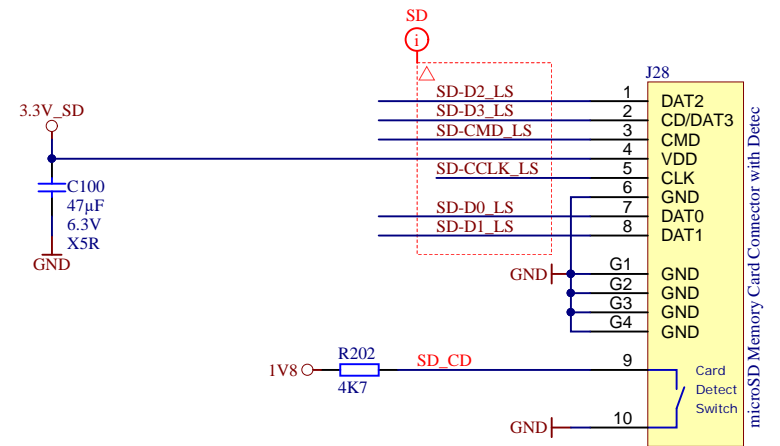 SD
i
J28
SD-D2_LS 1 DAT2
SD-D3_LS 2 CD/DAT3
SD-CMD_LS 3 CMD
3.3V_SD
4 VDD
SD-CCLK_LS 5 CLK
6 GND
SD-D0_LS 7 DAT0
SD-D1_LS 8 DAT1
C100
47µF
6.3V
X5R
GND
GND G1 GND
G2 GND
G3 GND
G4 GND
1V8 R202 SD_CD 9
4K7
Card
Detect
Switch
GND 10
microSD Memory Card Connector with Detec